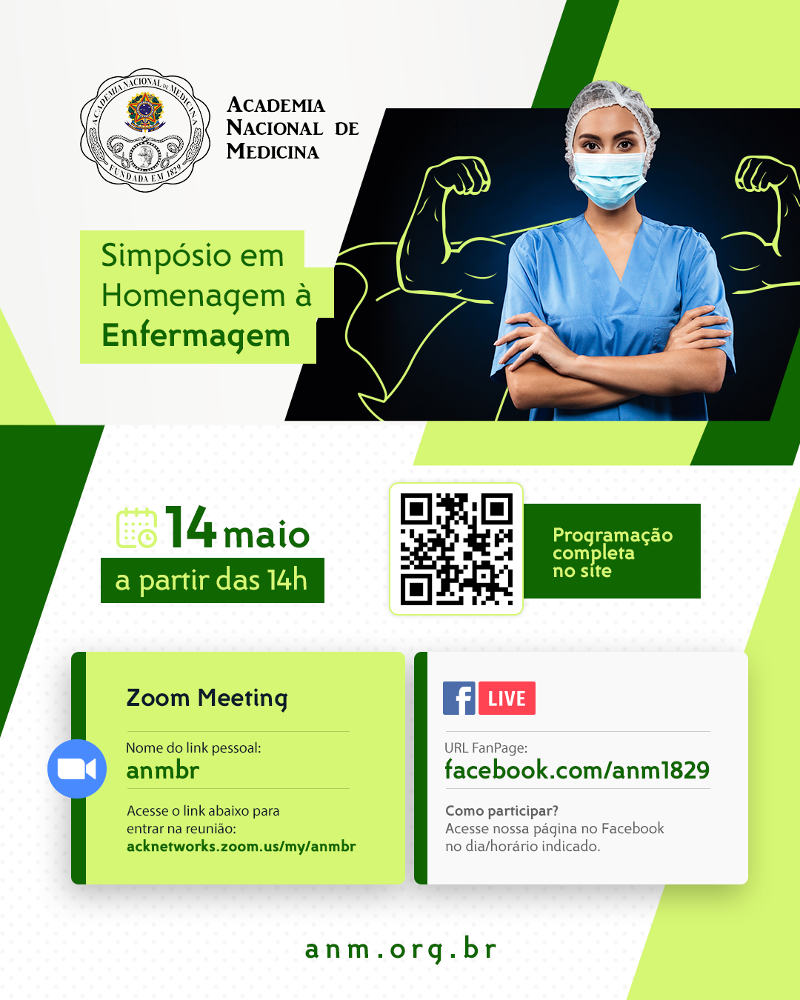 ACADEMIA NACIONAL DE MEDICINA
FUNDADA EM 1829
ACADEMIA
NACIONAL DE
MEDICINA
Simpósio em
Homenagem à
Enfermagem
14 maio
a partir das 14h
Programação
completa
no site
Zoom Meeting
Nome do link pessoal:
anmbr
Acesse o link abaixo para
entrar na reunião:
acknetworks.zoom.us/my/anmbr
f LIVE
URL FanPage:
facebook.com/anm1829
Como participar?
Acesse nossa página no Facebook
no dia/horário indicado.
anm.org.br